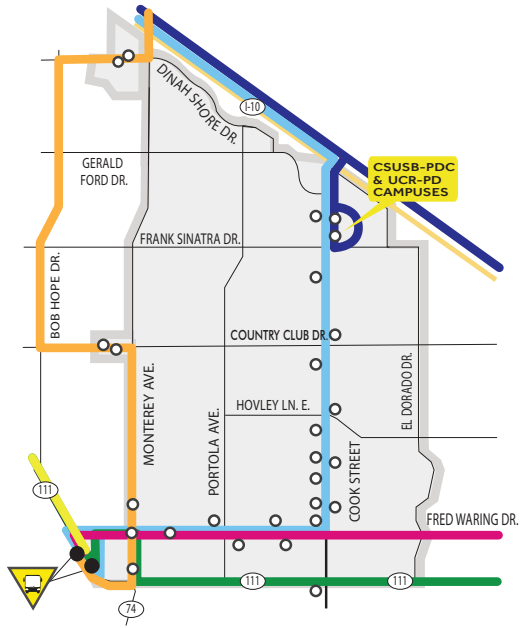 I-10
DINAH SHORE DR.
GERALD
FORD DR.
CSUSB-PDC
& UCR-PD
CAMPUSES
FRANK SINATRA DR.
BOB HOPE DR.
COUNTRY CLUB DR.
MONTEREY AVE.
PORTOLA AVE.
HOVLEY LN. E.
EL DORADO DR.
COOK STREET
111
FRED WARING DR.
111
111
74